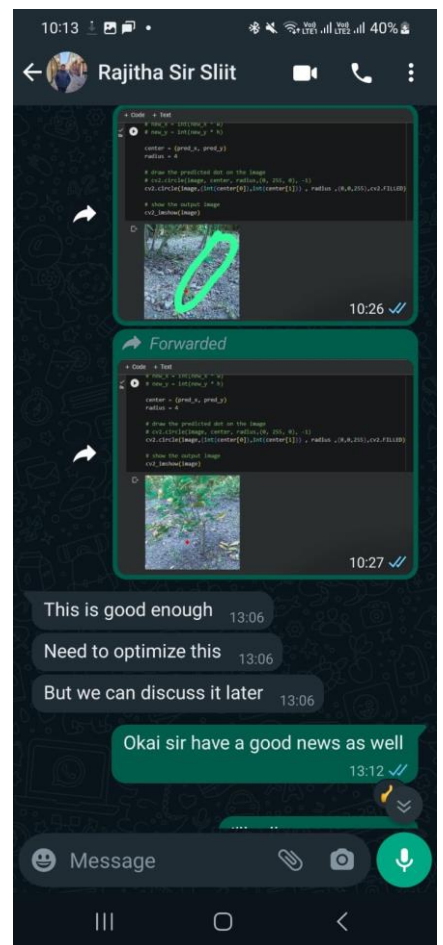 10:13
Vo)) LTE1 Vo)) LTE2 40%
Rajitha Sir Sliit
+ Code + Text
# new_y = int(new_y * h)
center = (pred_x, pred_y)
radius = 4
# draw the predicted dot on the image
# cv2.circle(image, center, radius,(0, 255, 0), -1)
cv2.circle(image,(int(center[0]),int(center[1])) , radius ,(0,0,255),cv2.FILLED)
# show the output image
cv2_imshow(image)
10:26
Forwarded
+ Code + Text
# new_y = int(new_y * h)
center = (pred_x, pred_y)
radius = 4
# draw the predicted dot on the image
# cv2.circle(image, center, radius,(0, 255, 0), -1)
cv2.circle(image,(int(center[0]),int(center[1])) , radius ,(0,0,255),cv2.FILLED)
# show the output image
cv2_imshow(image)
10:27
This is good enough 13:06
Need to optimize this 13:06
But we can discuss it later 13:06
Okai sir have a good news as well
13:12
Message